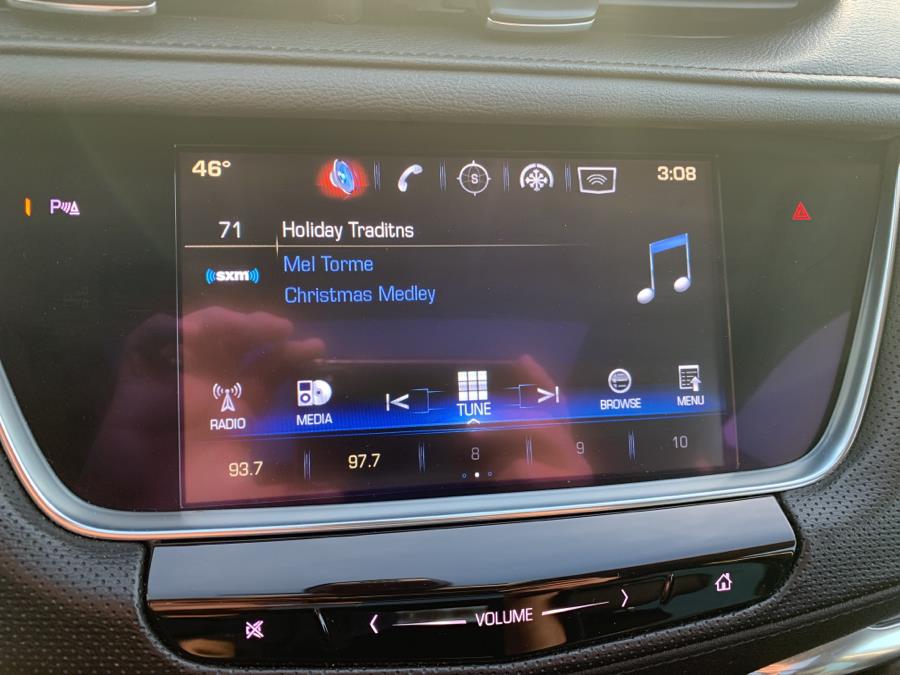 46° S 3:08
71 Holiday Traditns
((sxm)) Mel Torme
Christmas Medley
RADIO MEDIA TUNE BROWSE MENU
93.7 97.7 8 9 10
P
VOLUME